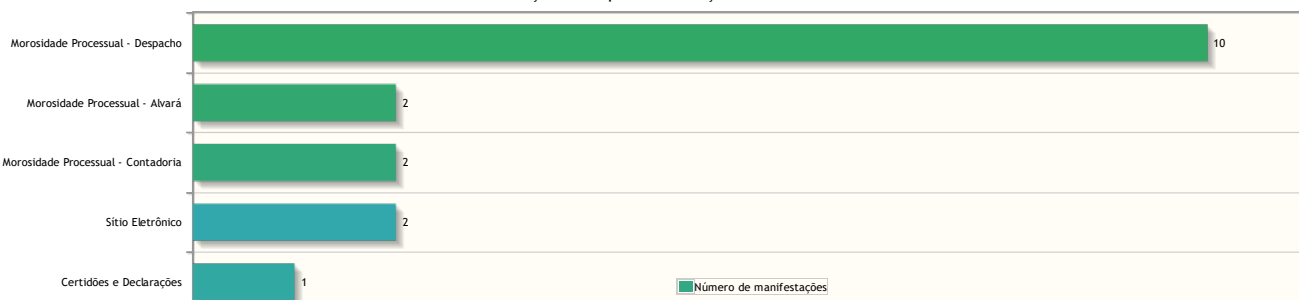 Morosidade Processual - Despacho
10
Morosidade Processual - Alvará
2
Morosidade Processual - Contadoria
2
Sítio Eletrônico
2
Certidões e Declarações
1
Número de manifestações